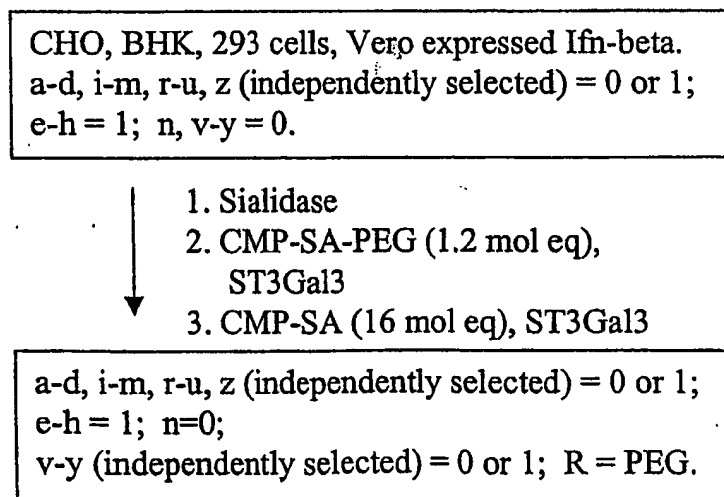 CHO, BHK, 293 cells, Vero expressed Ifn-beta.
a-d, i-m, r-u, z (independently selected) = 0 or 1;
e-h = 1; n, v-y = 0.
1. Sialidase
2. CMP-SA-PEG (1.2 mol eq),
ST3Gal3
3. CMP-SA (16 mol eq), ST3Gal3
a-d, i-m, r-u, z (independently selected) = 0 or 1;
e-h = 1; n=0;
v-y (independently selected) = 0 or 1; R = PEG.